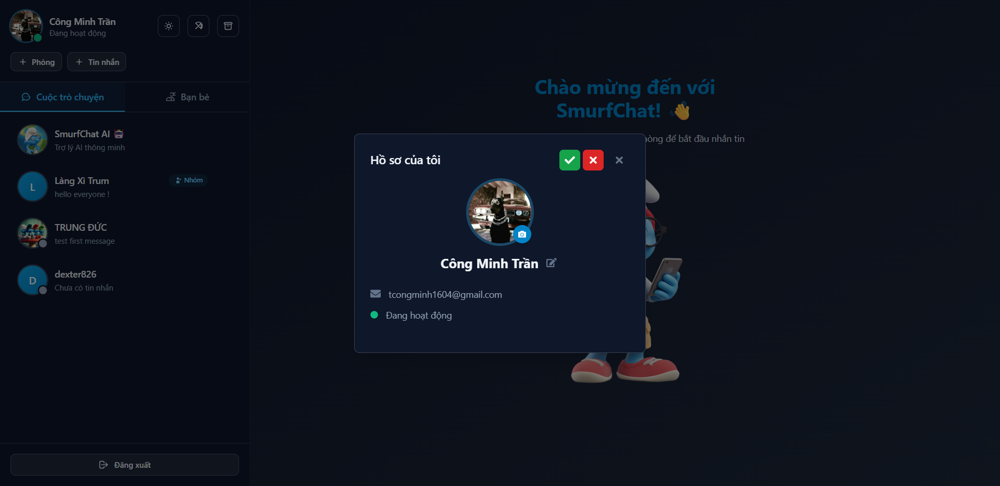 Công Minh Trần
Đang hoạt động
Phòng
Tin nhắn
Cuộc trò chuyện
Bạn bè
SmurfChat AI
Trợ lý AI thông minh
L
Làng Xì Trum
Nhóm
hello everyone !
TRUNG ĐỨC
test first message
D
dexter826
Chưa có tin nhắn
Đăng xuất
Chào mừng đến với
SmurfChat! 👋
để bắt đầu nhắn tin
Hồ sơ của tôi
Công Minh Trần
tcongminh1604@gmail.com
Đang hoạt động